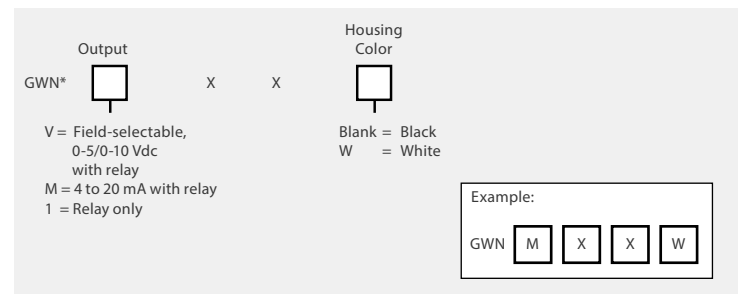 Output
Housing
Color
GWN* X X
V = Field-selectable,
0-5/0-10 Vdc
with relay
M = 4 to 20 mA with relay
1 = Relay only
Blank = Black
W = White
Example:
GWN M X X W